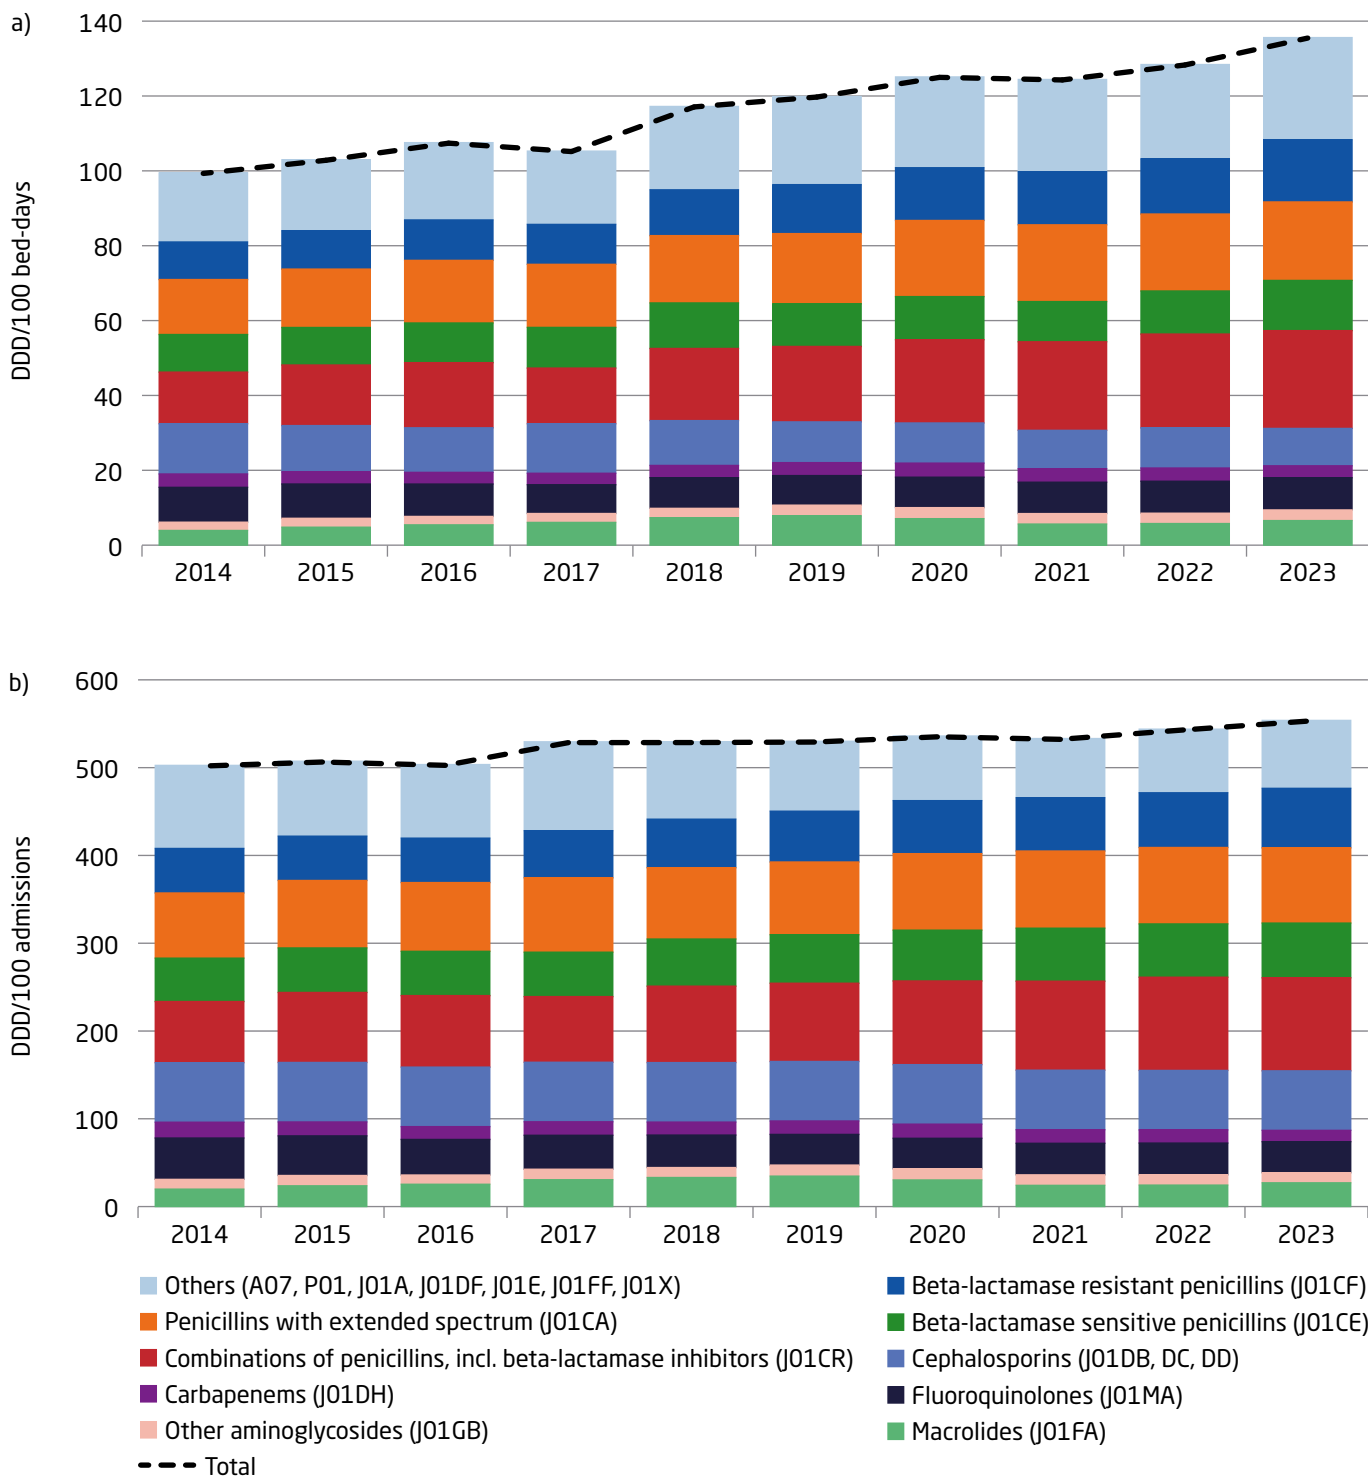 a)
140
120
100
80
60
40
20
0
DDD/100 bed-days
2014 2015 2016 2017 2018 2019 2020 2021 2022 2023
b)
600
500
400
300
200
100
0
DDD/100 admissions
2014 2015 2016 2017 2018 2019 2020 2021 2022 2023
Others (A07, P01, J01A, J01DF, J01E, J01FF, J01X)
Beta-lactamase resistant penicillins (J01CF)
Penicillins with extended spectrum (J01CA)
Beta-lactamase sensitive penicillins (J01CE)
Combinations of penicillins, incl. beta-lactamase inhibitors (J01CR)
Cephalosporins (J01DB, DC, DD)
Carbapenems (J01DH)
Fluoroquinolones (J01MA)
Other aminoglycosides (J01GB)
Macrolides (J01FA)
Total